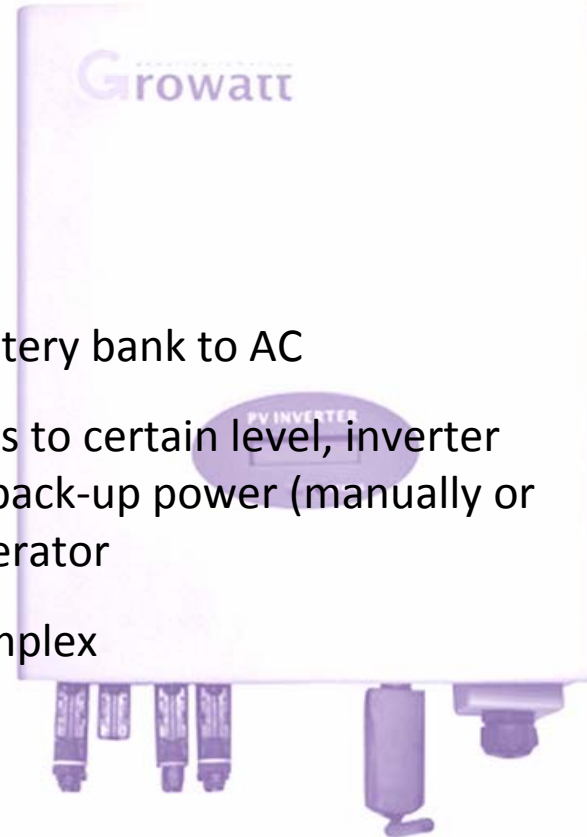 Growatt
tery bank to AC
PV INVERTER
s to certain level, inverter
back-up power (manually or
erator
nplex